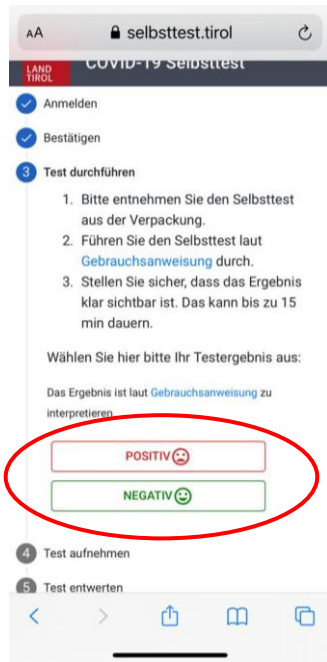 AA selbsttest.tirol
LAND
TIROL
COVID-19 Selbsttest
Anmelden
Bestätigen
3 Test durchführen
1. Bitte entnehmen Sie den Selbsttest
aus der Verpackung.
2. Führen Sie den Selbsttest laut
Gebrauchsanweisung durch.
3. Stellen Sie sicher, dass das Ergebnis
klar sichtbar ist. Das kann bis zu 15
min dauern.
Wählen Sie hier bitte Ihr Testergebnis aus:
Das Ergebnis ist laut Gebrauchsanweisung zu
interpretieren
POSITIV
NEGATIV
4 Test aufnehmen
5 Test entwerten